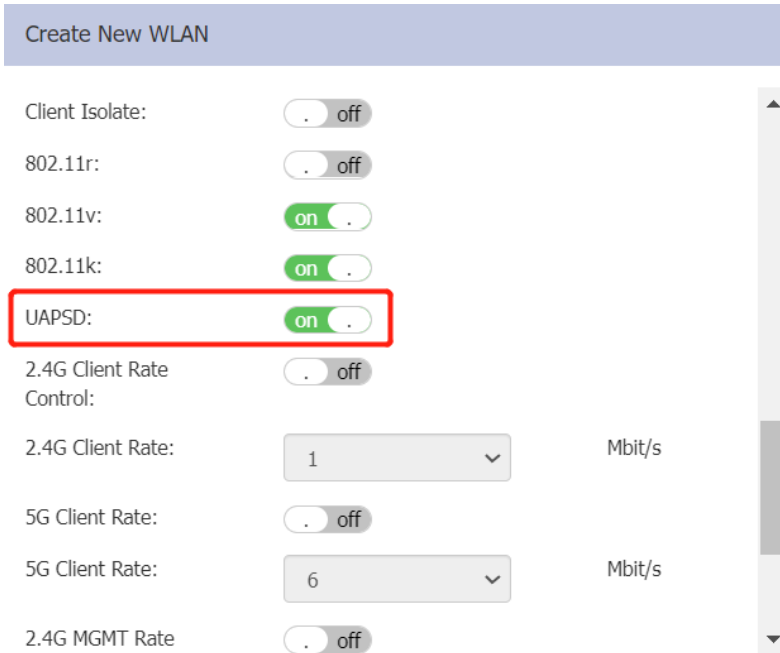 Create New WLAN
Client Isolate: . off
802.11r: . off
802.11v: on .
802.11k: on .
UAPSD: on .
2.4G Client Rate . off
Control:
2.4G Client Rate: 1 Mbit/s
5G Client Rate: . off
5G Client Rate: 6 Mbit/s
2.4G MGMT Rate . off